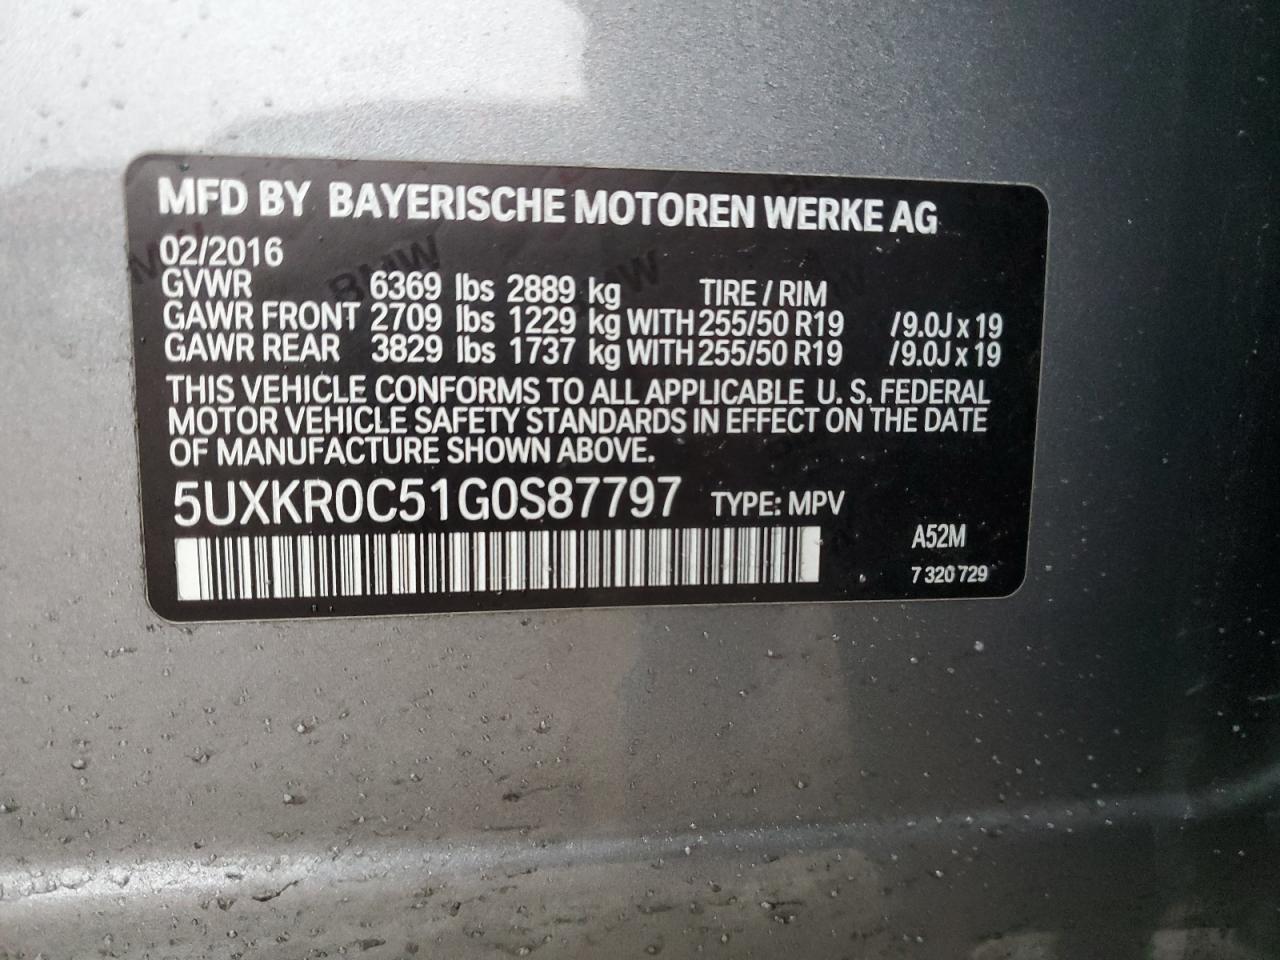 MFD BY BAYERISCHE MOTOREN WERKE AG
02/2016
GVWR 6369 lbs 2889 kg TIRE / RIM
GAWR FRONT 2709 lbs 1229 kg WITH 255/50 R19 /9.0J x 19
GAWR REAR 3829 lbs 1737 kg WITH 255/50 R19 /9.0J x 19
THIS VEHICLE CONFORMS TO ALL APPLICABLE U.S. FEDERAL
MOTOR VEHICLE SAFETY STANDARDS IN EFFECT ON THE DATE
OF MANUFACTURE SHOWN ABOVE.
5UXKR0C51G0S87797 TYPE: MPV
A52M
7 320 729